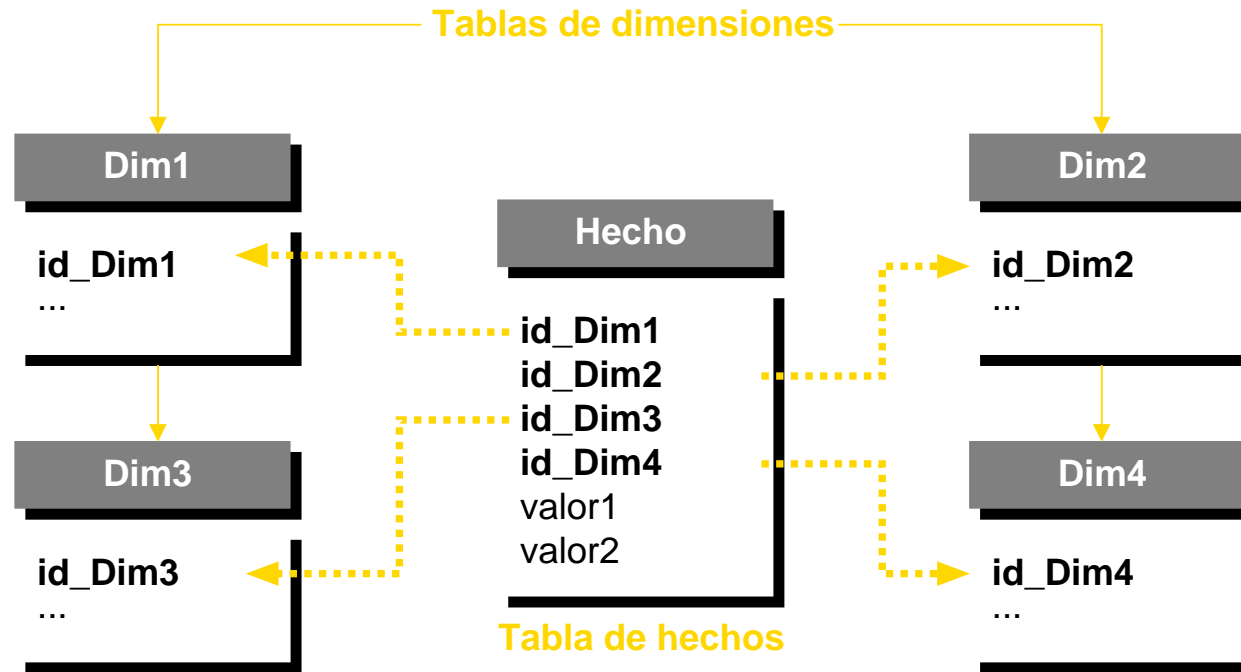 Tablas de dimensiones
Dim1
id_Dim1
...
Dim2
id_Dim2
...
Hecho
id_Dim1
id_Dim2
id_Dim3
id_Dim4
valor1
valor2
Tabla de hechos
Dim3
id_Dim3
...
Dim4
id_Dim4
...